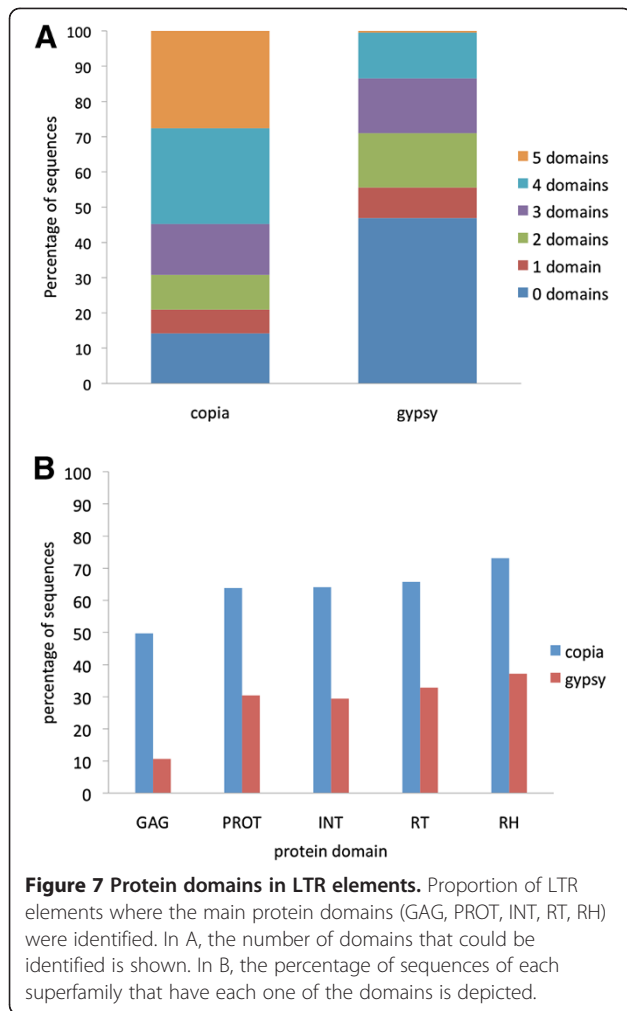 A
Percentage of sequences
100
90
80
70
60
50
40
30
20
10
0
copia
gypsy
5 domains
4 domains
3 domains
2 domains
1 domain
0 domains
B
percentage of sequences
100
90
80
70
60
50
40
30
20
10
0
GAG PROT INT RT RH
protein domain
copia
gypsy
Figure 7 Protein domains in LTR elements. Proportion of LTR
elements where the main protein domains (GAG, PROT, INT, RT, RH)
were identified. In A, the number of domains that could be
identified is shown. In B, the percentage of sequences of each
superfamily that have each one of the domains is depicted.